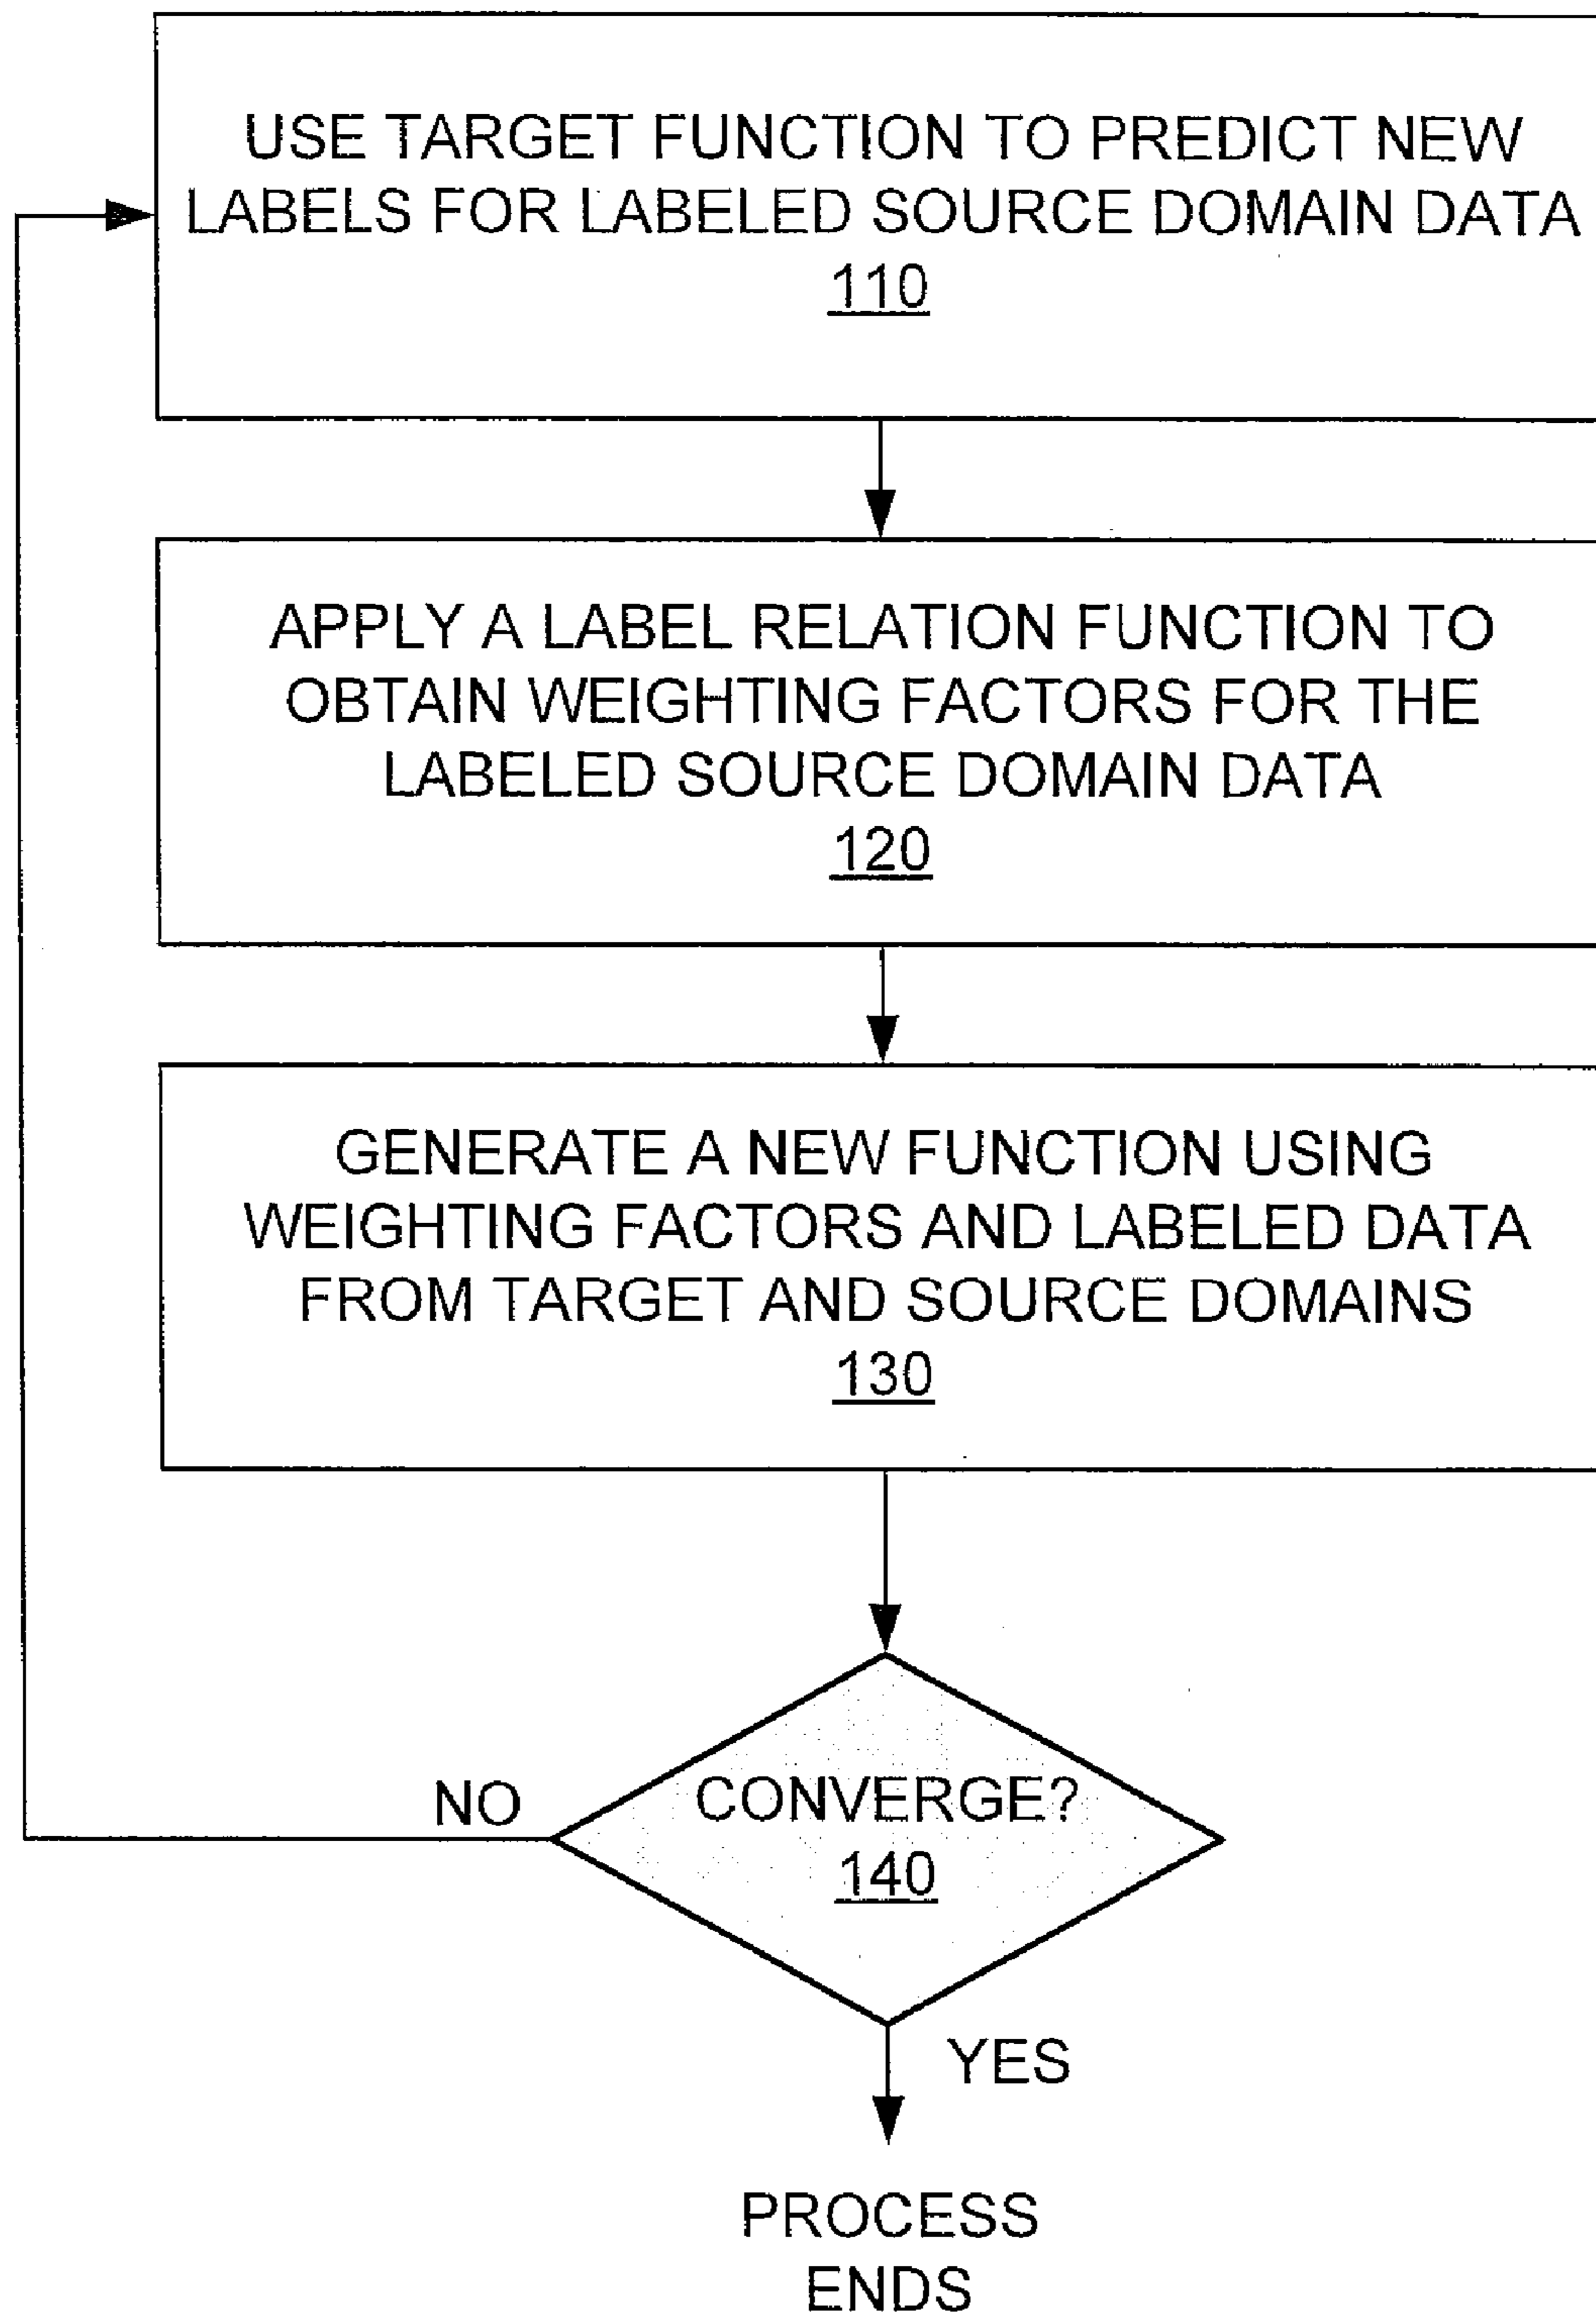 USE TARGET FUNCTION TO PREDICT NEW
LABELS FOR LABELED SOURCE DOMAIN DATA
110
APPLY A LABEL RELATION FUNCTION TO
OBTAIN WEIGHTING FACTORS FOR THE
LABELED SOURCE DOMAIN DATA
120
GENERATE A NEW FUNCTION USING
WEIGHTING FACTORS AND LABELED DATA
FROM TARGET AND SOURCE DOMAINS
130
NO
CONVERGE?
140
YES
PROCESS
ENDS